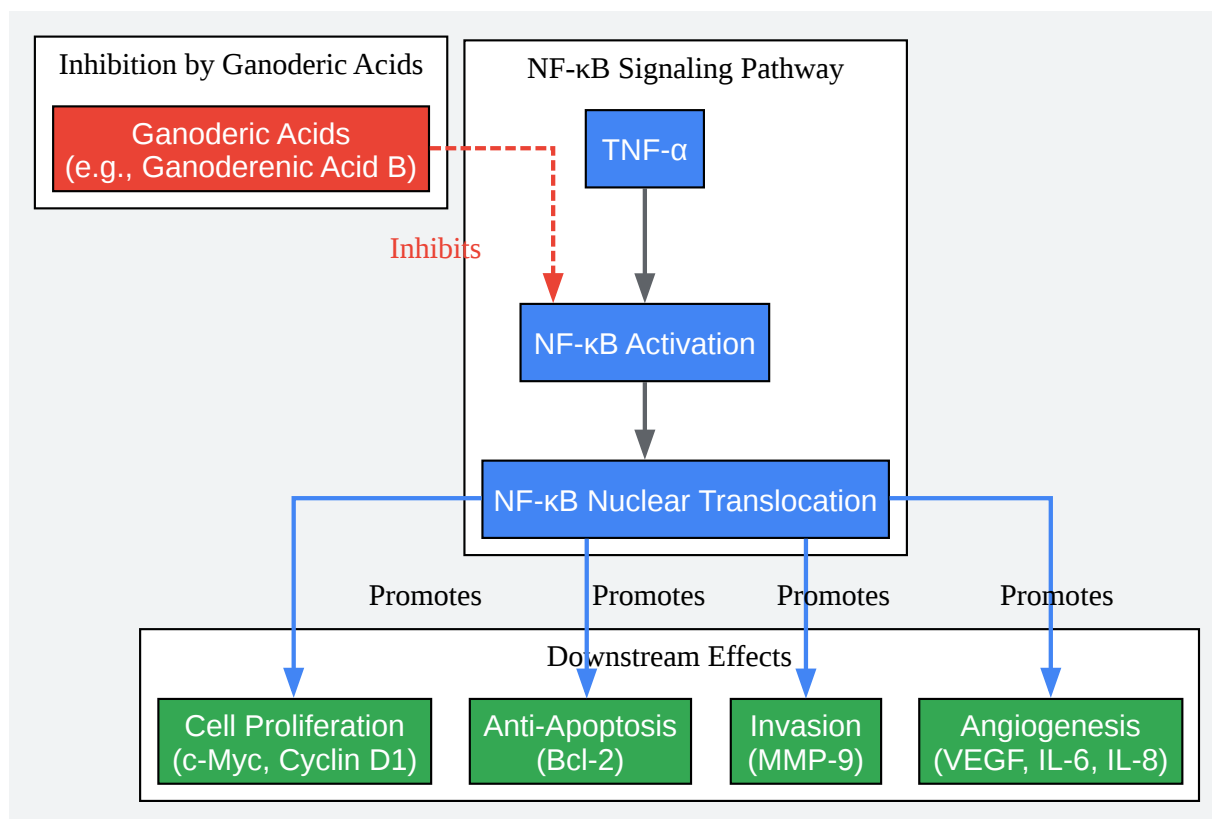 Inhibition by Ganoderic Acids
Ganoderic Acids
(e.g., Ganoderenic Acid B)
NF-κB Signaling Pathway
TNF-α
Inhibits
NF-κB Activation
NF-κB Nuclear Translocation
Promotes
Promotes
Promotes
Promotes
Downstream Effects
Cell Proliferation
(c-Myc, Cyclin D1)
Anti-Apoptosis
(Bcl-2)
Invasion
(MMP-9)
Angiogenesis
(VEGF, IL-6, IL-8)